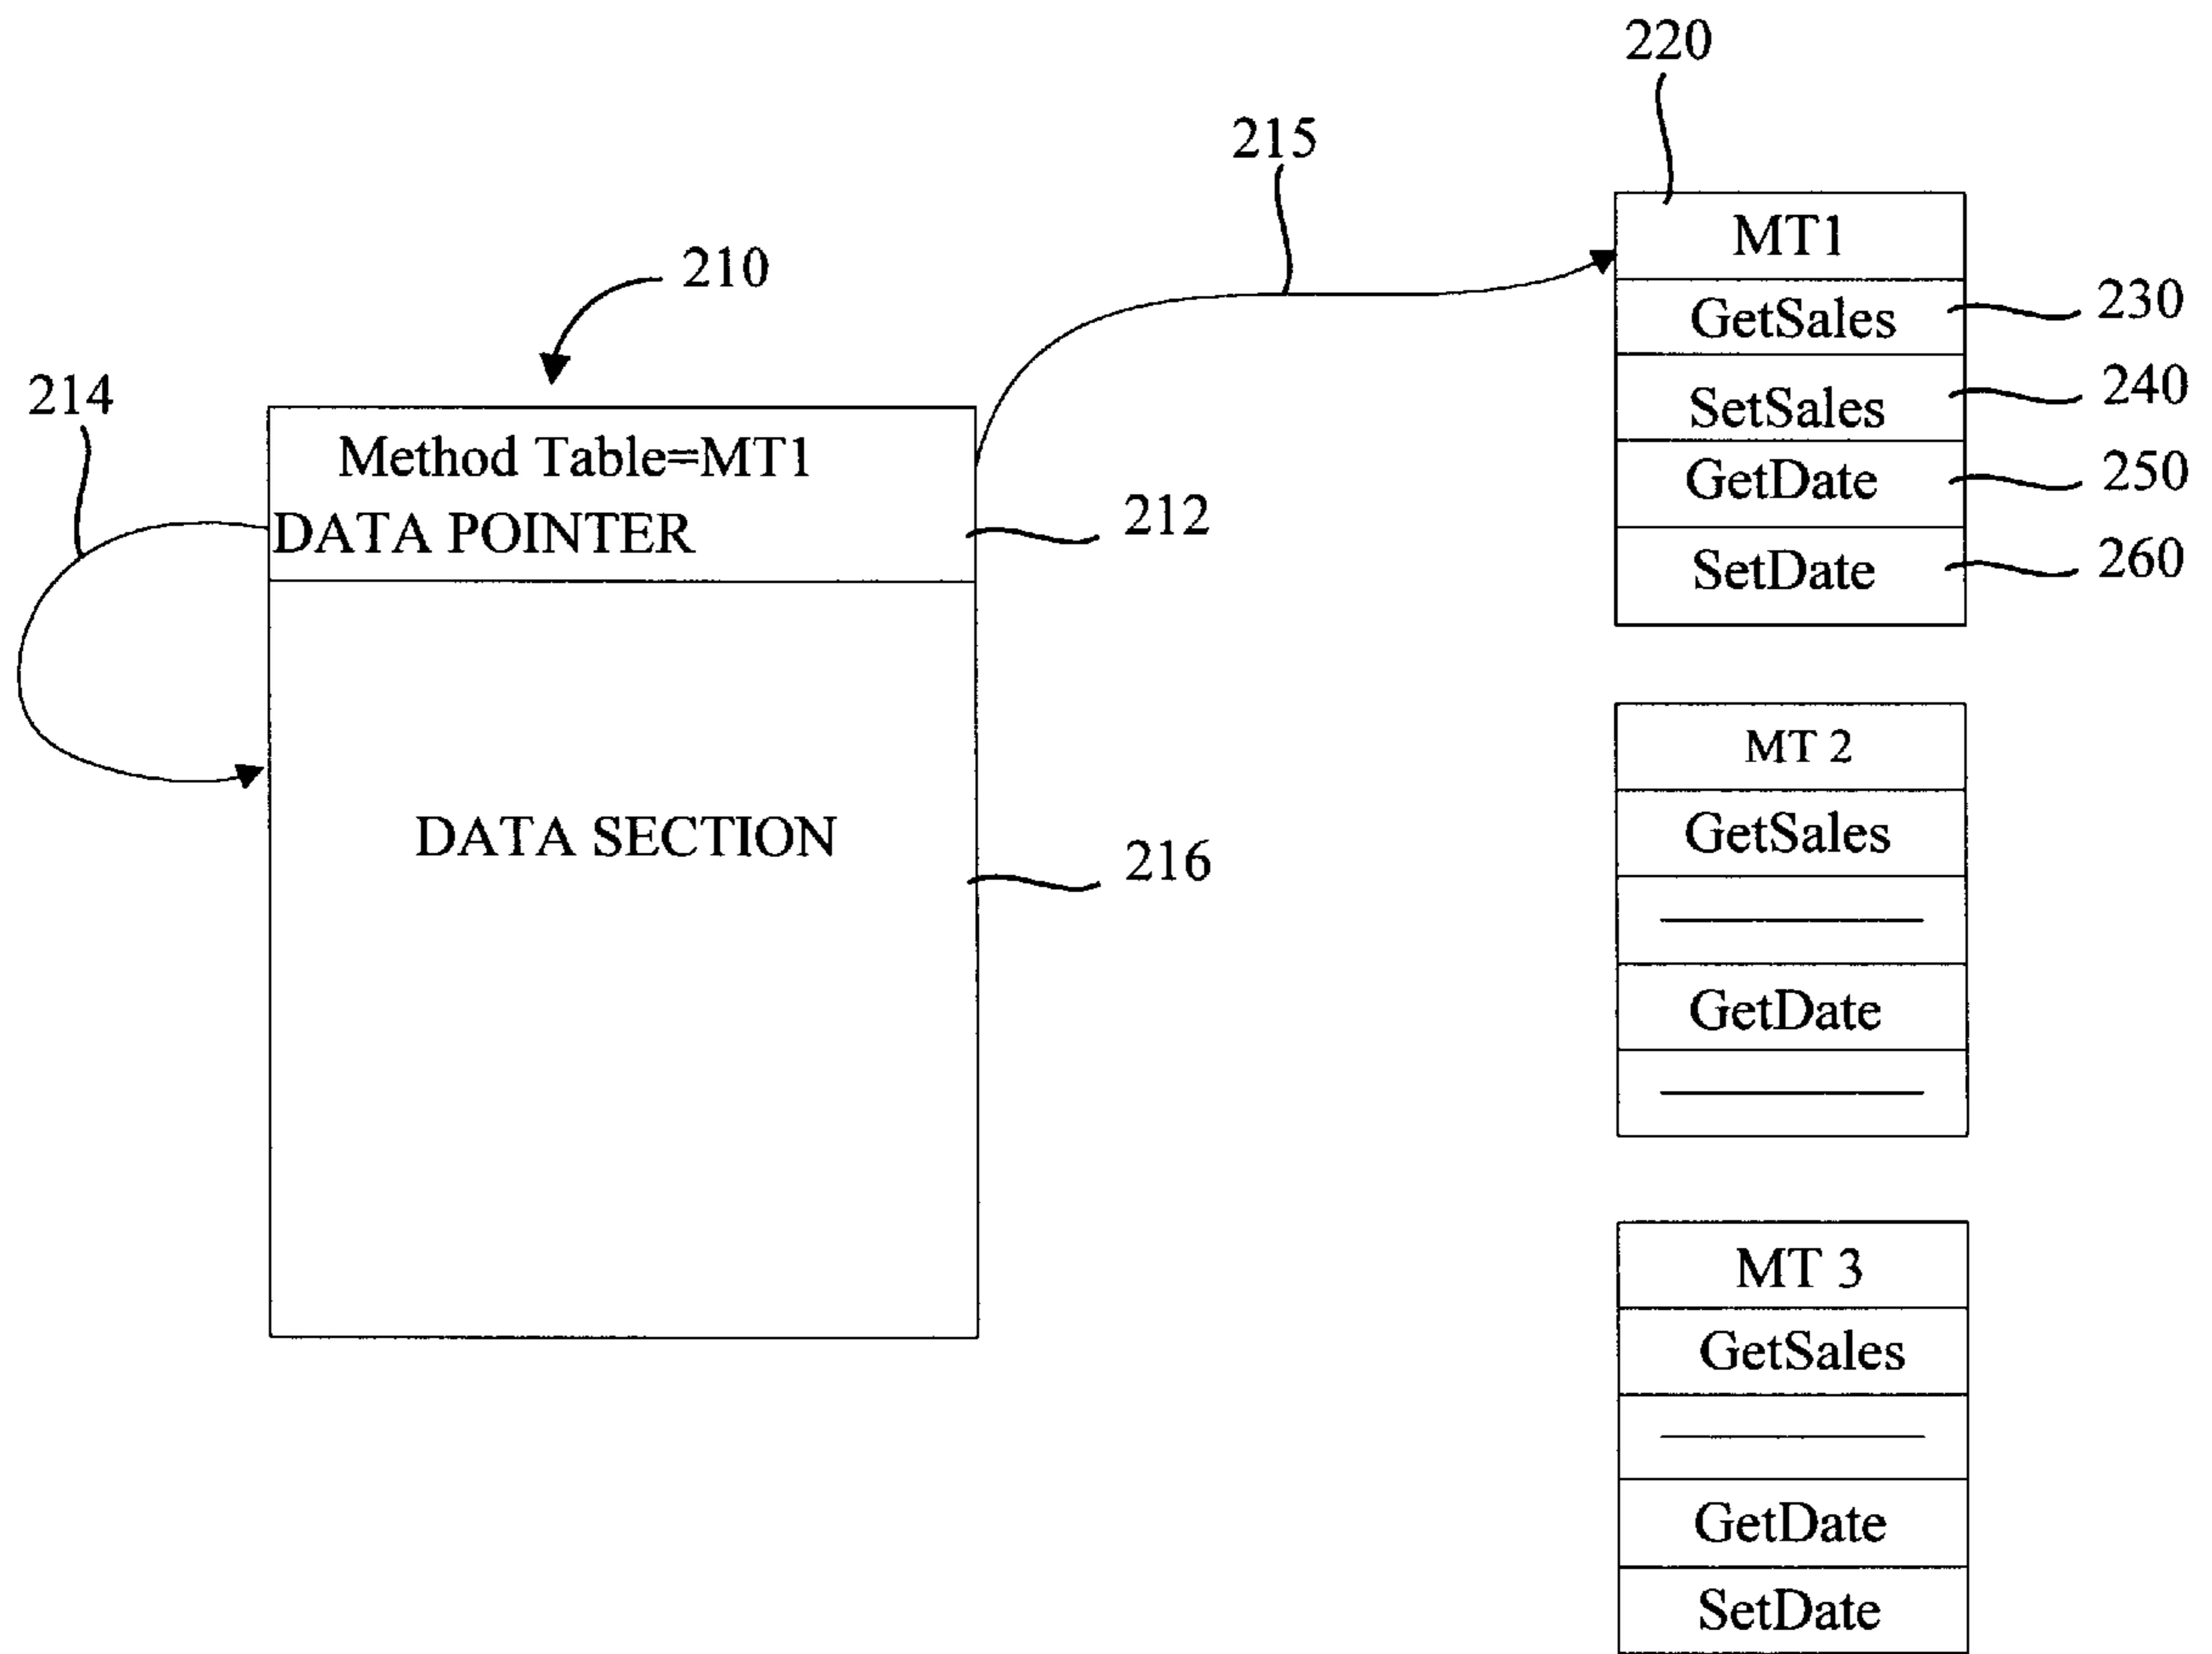 220
215
MT1
210
GetSales 230
214
SetSales 240
Method Table=MT1
GetDate 250
DATA POINTER 212
SetDate 260
MT 2
DATA SECTION
GetSales
216
GetDate
MT 3
GetSales
GetDate
SetDate